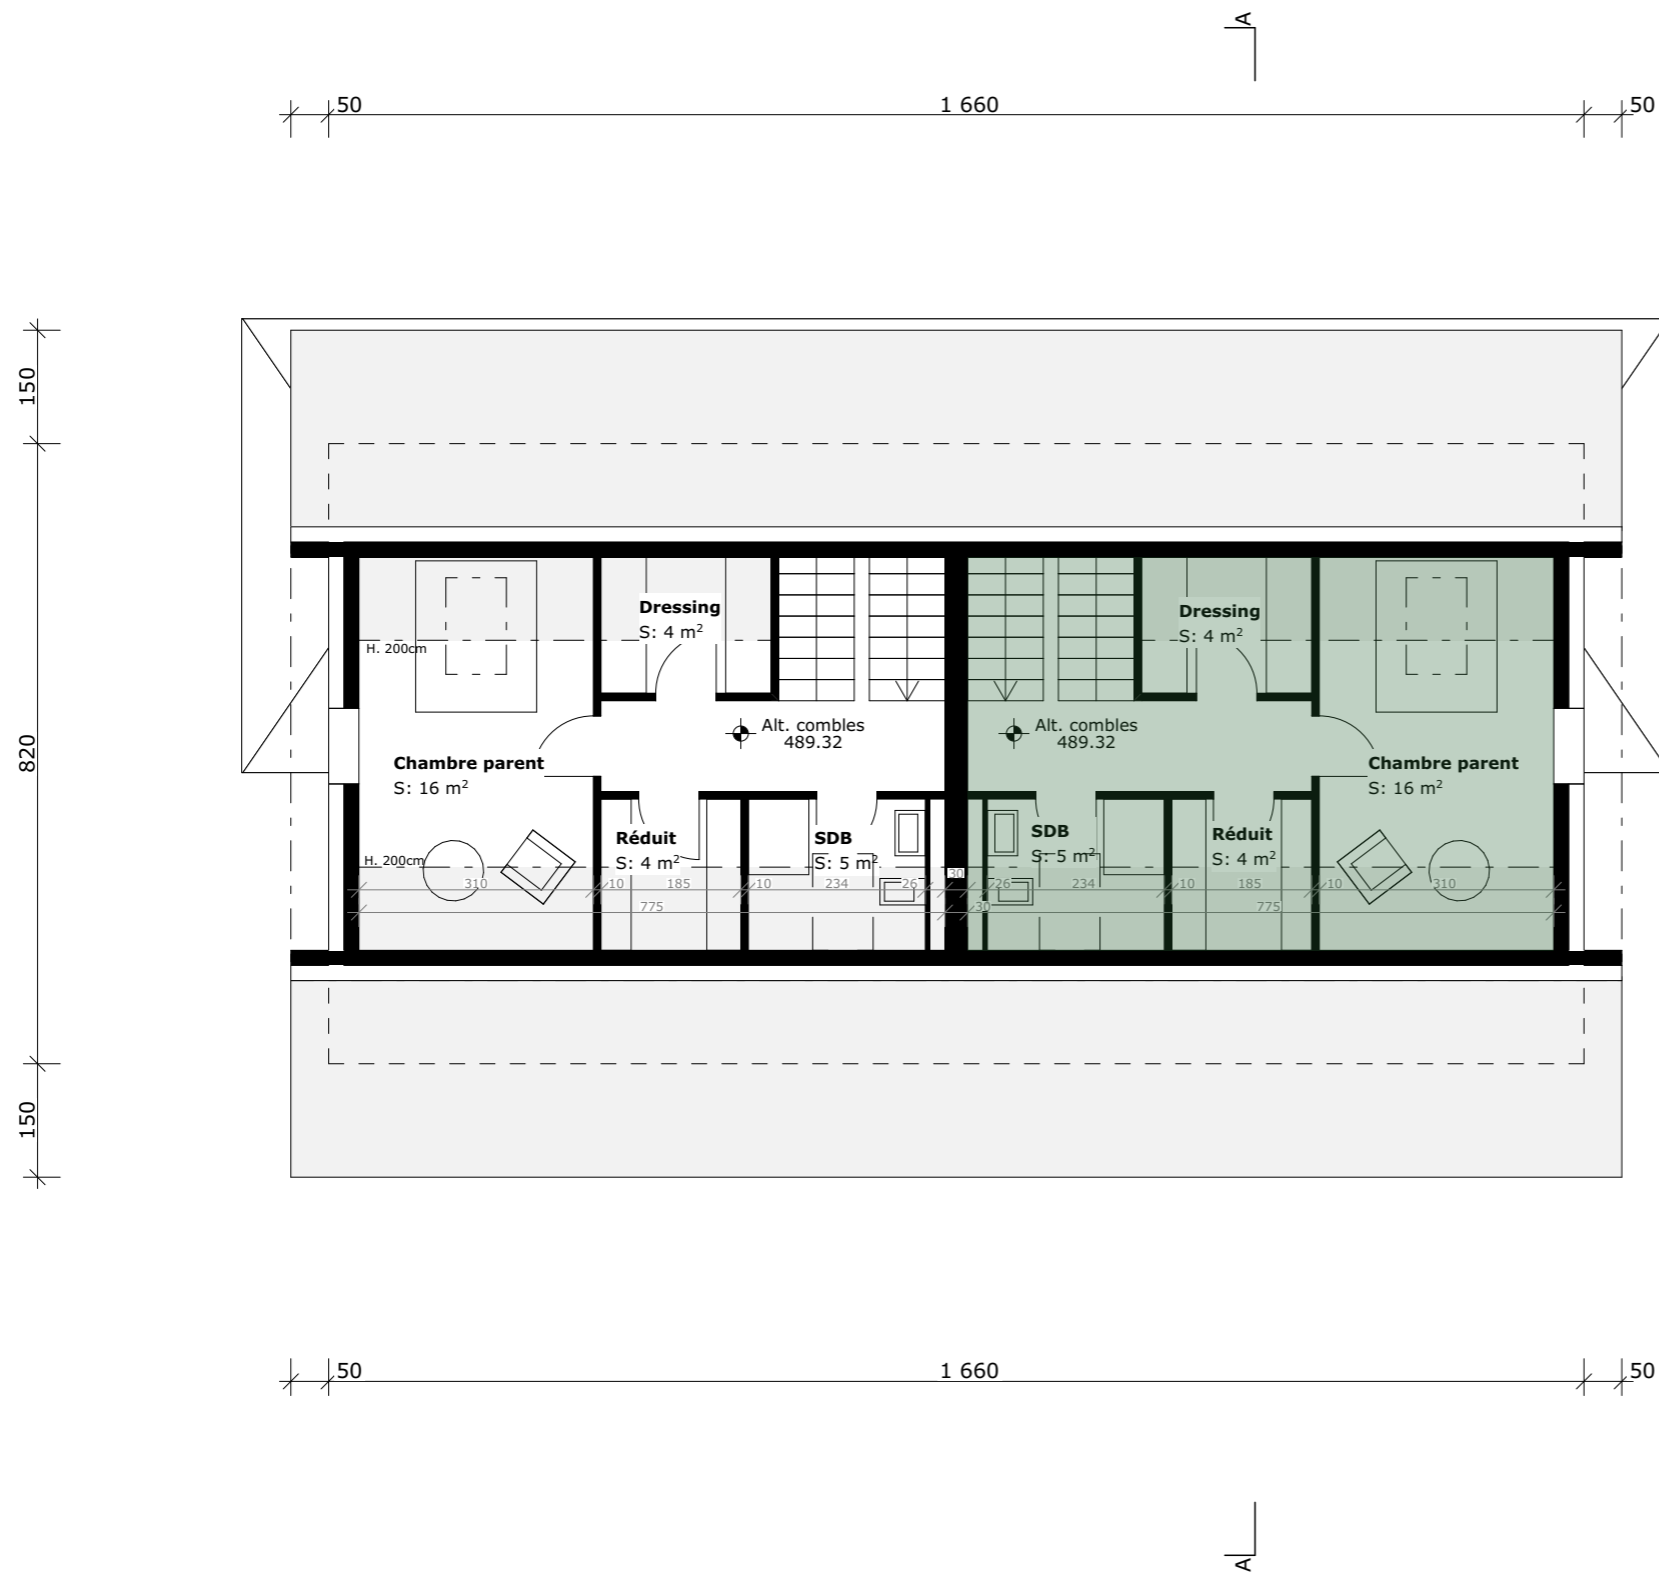 A
50
1 660
50
150
820
150
Dressing
S: 4 m²
H. 200cm
Alt. combles
489.32
Chambre parent
S: 16 m²
Réduit
S: 4 m²
SDB
S: 5 m²
H. 200cm
310
10
185
10
234
26
30
775
30
Dressing
S: 4 m²
Alt. combles
489.32
Chambre parent
S: 16 m²
SDB
S: 5 m²
Réduit
S: 4 m²
26
234
10
185
10
310
775
50
1 660
50
A